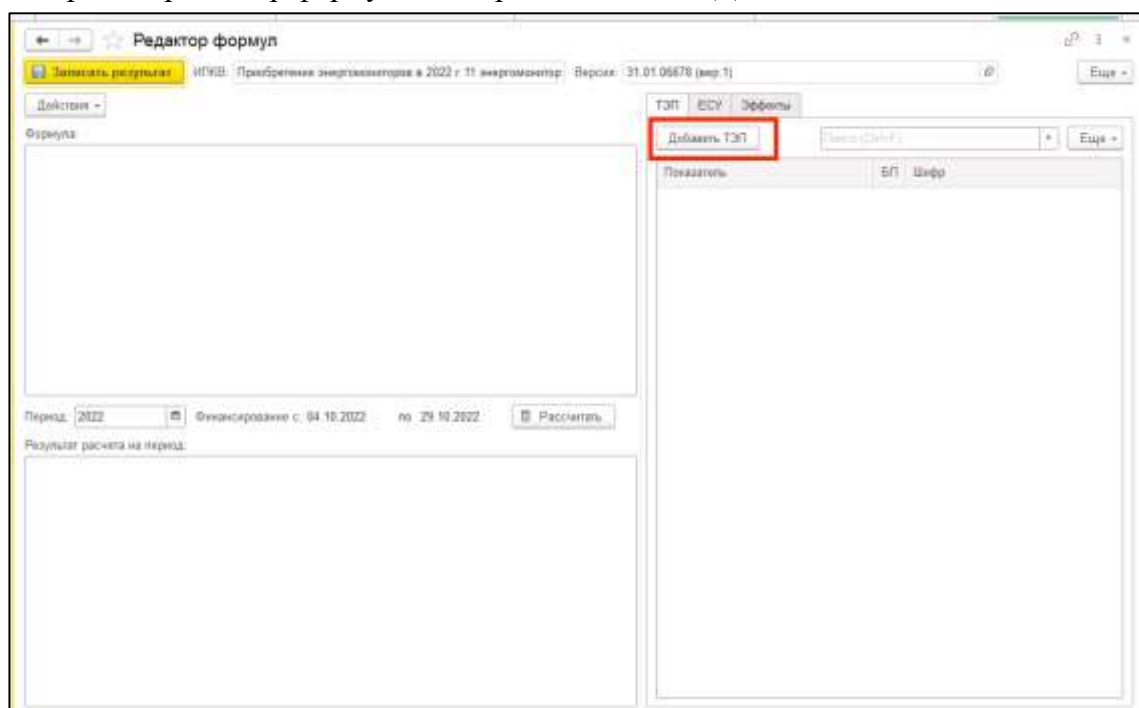 Редактор формул
Записать результат ИПКВ: Приобретение энергомониторов в 2022 г 11 энергомонитор Версия: 31.01.06878 (вер.1) Еще
Действия ТЭП ЕСУ Эффекты
Формула: Добавить ТЭП Поиск (Ctrl+F) Еще
Показатель БП Шифр
Период: 2022 Финансирование с: 04.10.2022 по 29.10.2022 Рассчитать
Результат расчета на период: